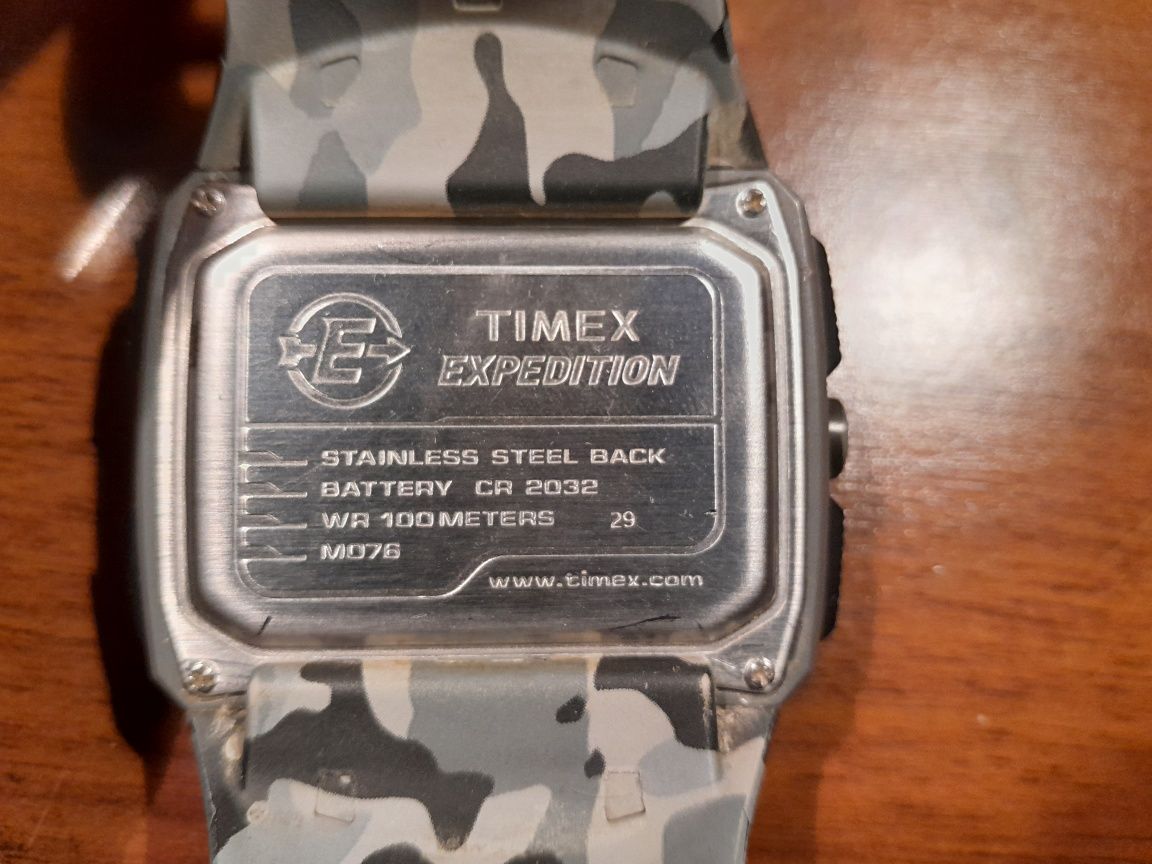 E
TIMEX
EXPEDITION
STAINLESS STEEL BACK
BATTERY CR 2032
WR 100 METERS 29
M076
www.timex.com